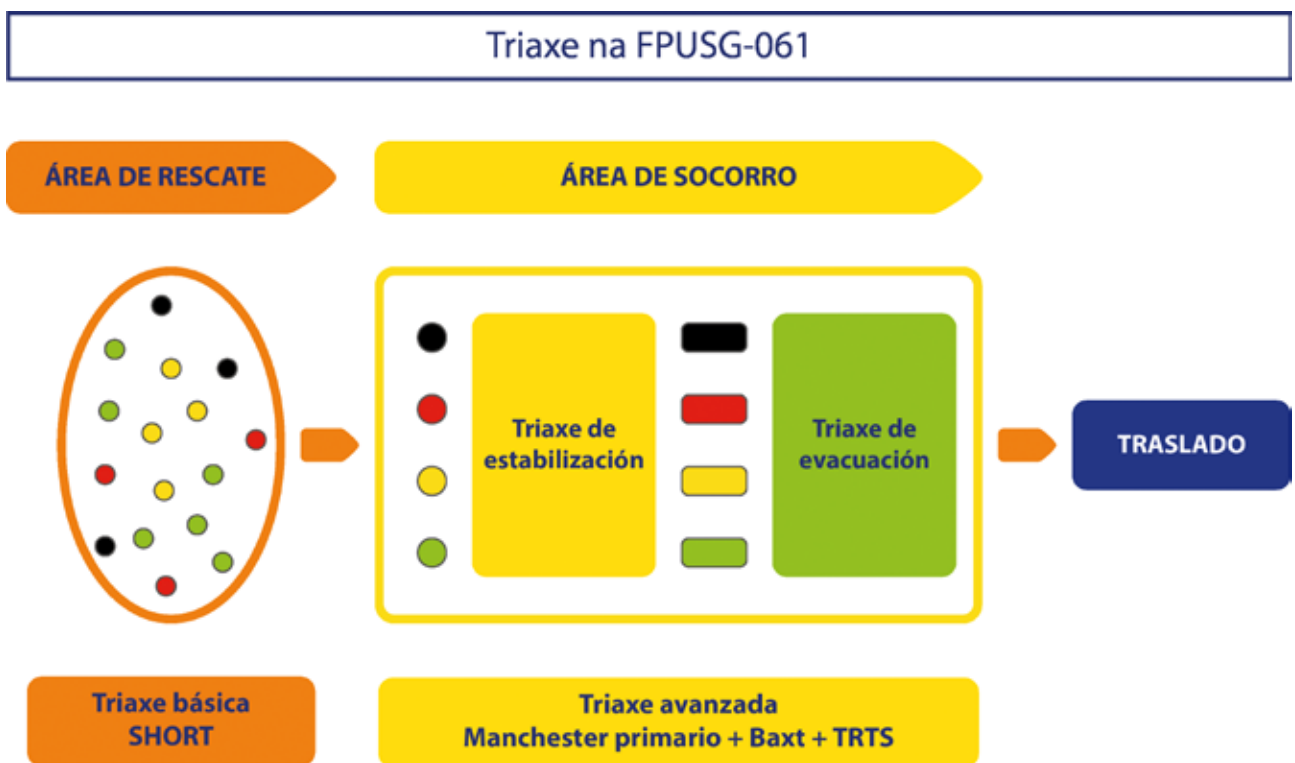 Triaxe na FPUSG-061
ÁREA DE RESCATE
ÁREA DE SOCORRO
Triaxe de
estabilización
Triaxe de
evacuación
TRASLADO
Triaxe básica
SHORT
Triaxe avanzada
Manchester primario + Baxt + TRTS